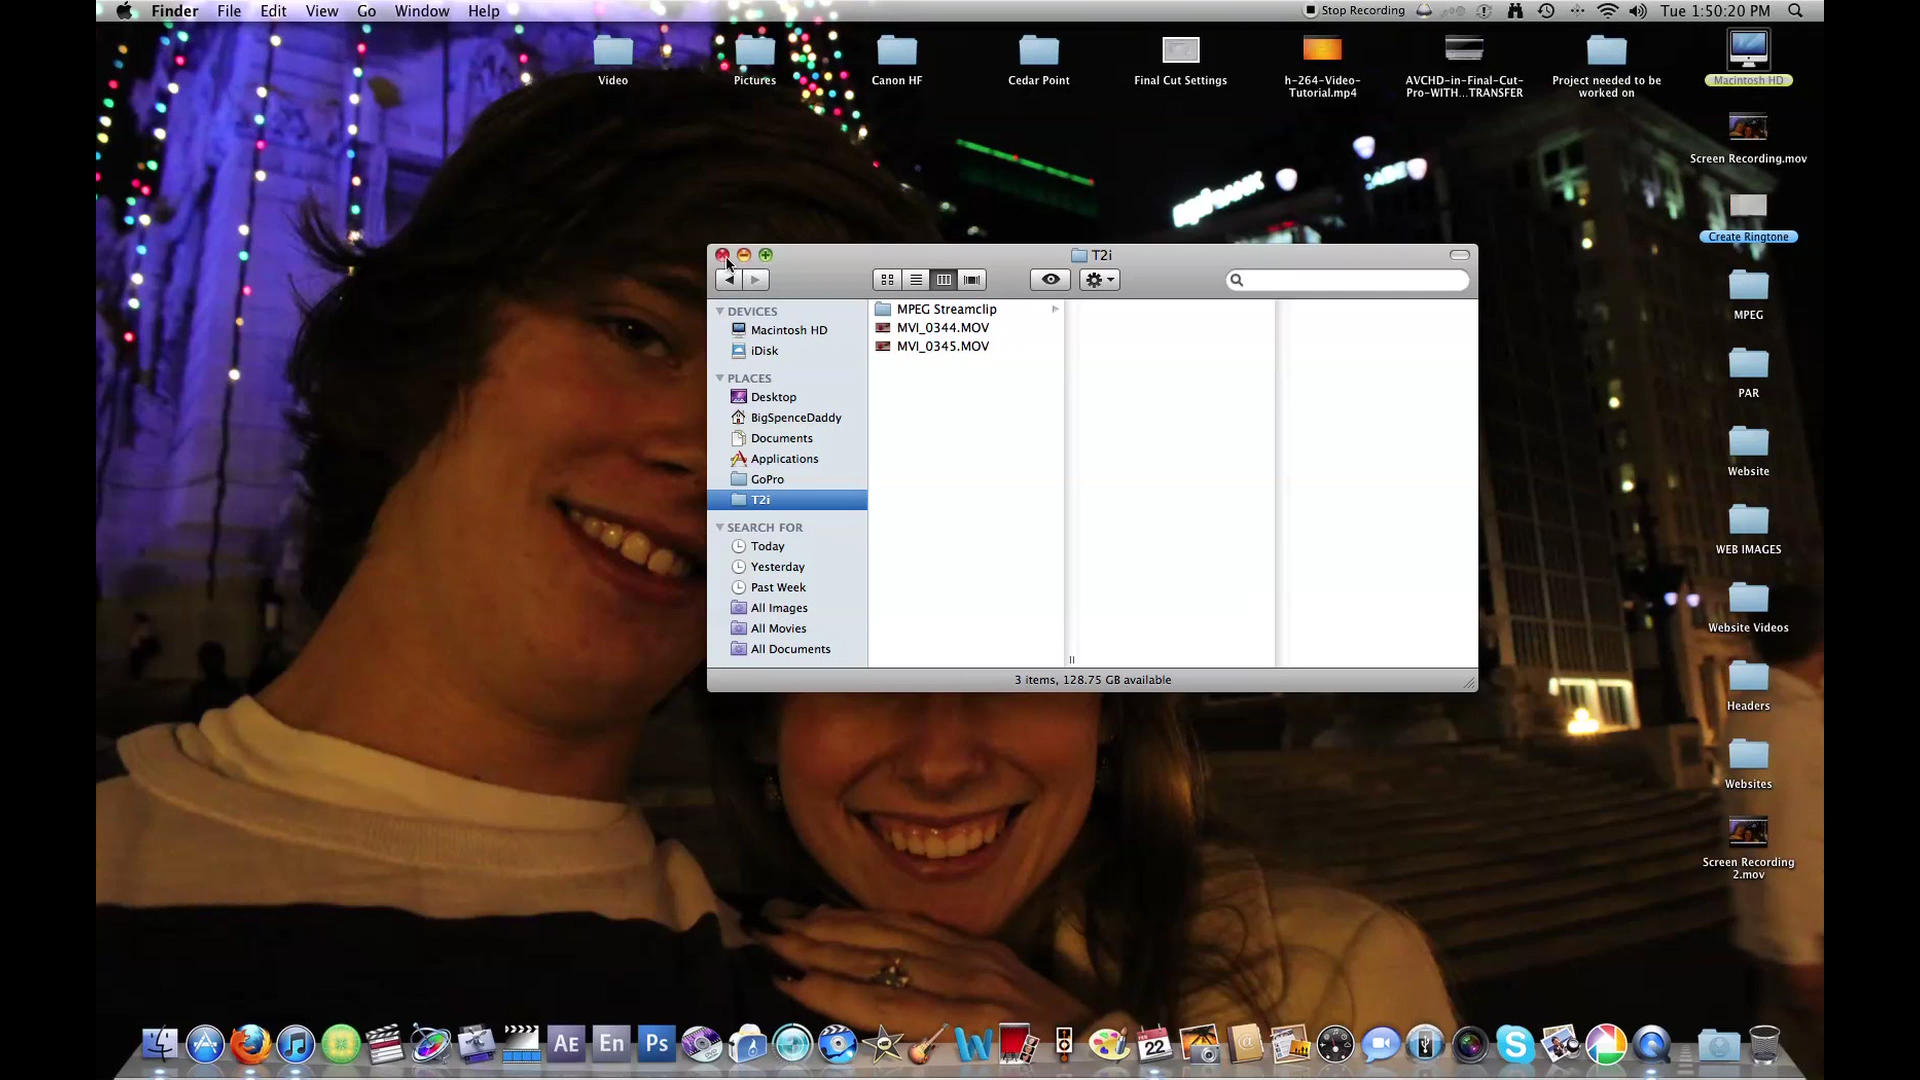 Finder File Edit View Go Window Help
Stop Recording
Tue 1:50:20 PM
Video
Pictures
Canon HF
Cedar Point
Final Cut Settings
h-264-Video-
Tutorial.mp4
AVCHD-in-Final-Cut-
Pro-WITH...TRANSFER
Project needed to be
worked on
Macintosh HD
Screen Recording.mov
Create Ringtone
MPEG
PAR
Website
WEB IMAGES
Website Videos
Headers
Websites
Screen Recording
2.mov
T2i
DEVICES
Macintosh HD
iDisk
PLACES
Desktop
BigSpenceDaddy
Documents
Applications
GoPro
T2i
SEARCH FOR
Today
Yesterday
Past Week
All Images
All Movies
All Documents
MPEG Streamclip
MVI_0344.MOV
MVI_0345.MOV
3 items, 128.75 GB available
Ae
En
Ps
22